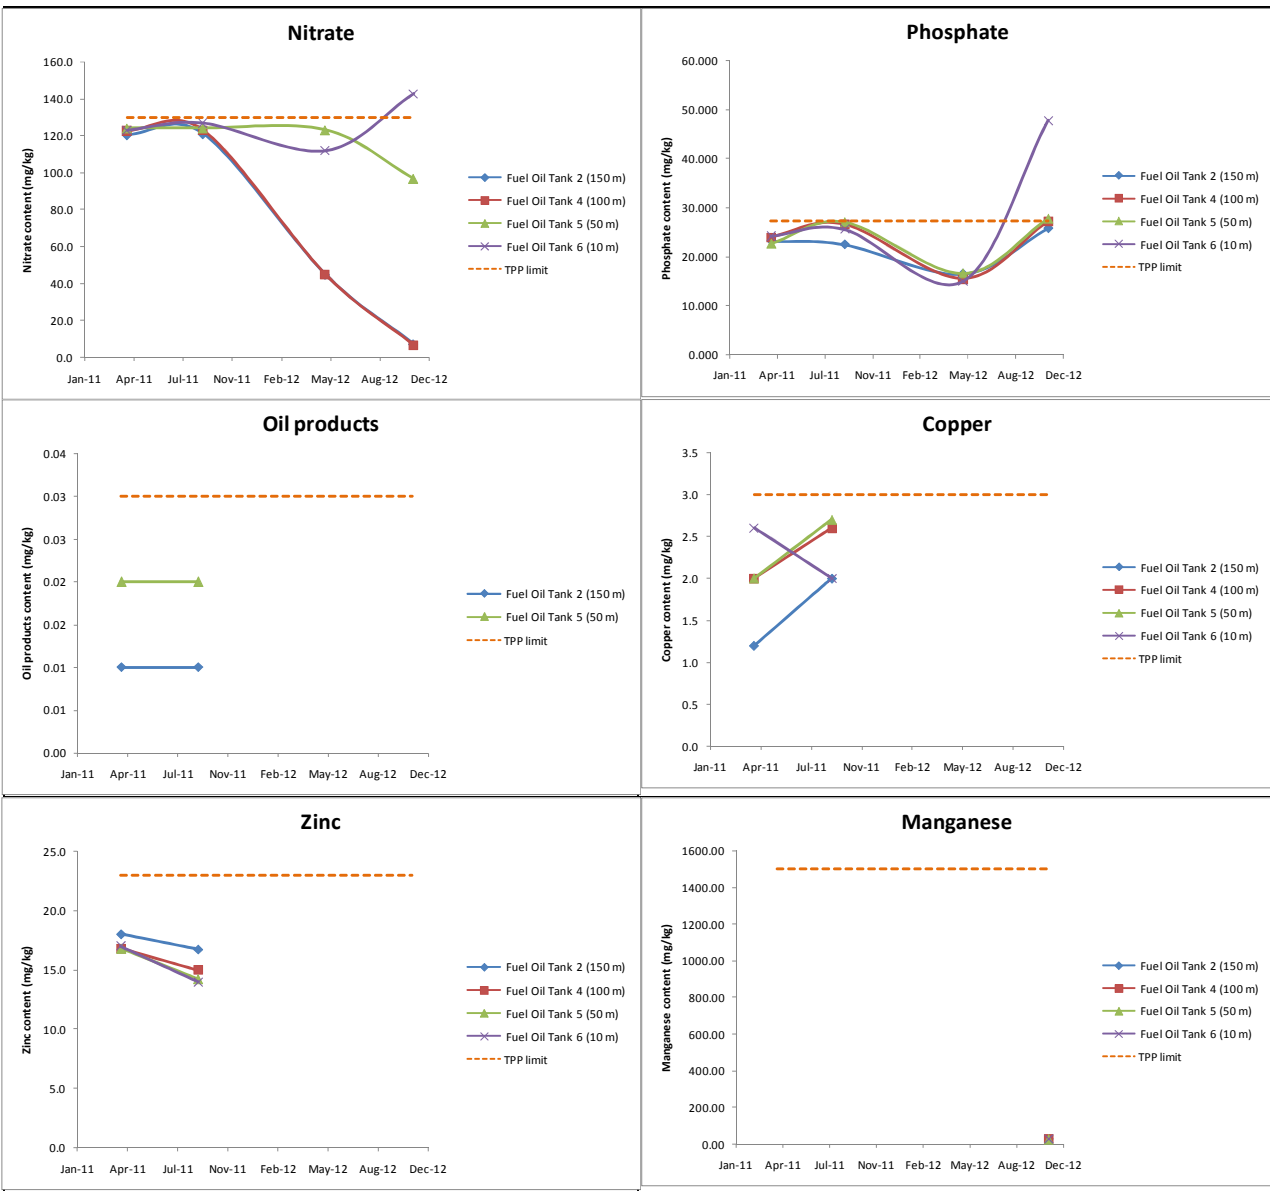 Nitrate
160.0
140.0
120.0
100.0
80.0
60.0
40.0
20.0
0.0
Nitrate content (mg/kg)
Jan-11 Apr-11 Jul-11 Nov-11 Feb-12 May-12 Aug-12 Dec-12
Fuel Oil Tank 2 (150 m)
Fuel Oil Tank 4 (100 m)
Fuel Oil Tank 5 (50 m)
Fuel Oil Tank 6 (10 m)
TPP limit
Phosphate
60.000
50.000
40.000
30.000
20.000
10.000
0.000
Phosphate content (mg/kg)
Jan-11 Apr-11 Jul-11 Nov-11 Feb-12 May-12 Aug-12 Dec-12
Fuel Oil Tank 2 (150 m)
Fuel Oil Tank 4 (100 m)
Fuel Oil Tank 5 (50 m)
Fuel Oil Tank 6 (10 m)
TPP limit
Oil products
0.04
0.03
0.03
0.02
0.02
0.01
0.01
0.00
Oil products content (mg/kg)
Jan-11 Apr-11 Jul-11 Nov-11 Feb-12 May-12 Aug-12 Dec-12
Fuel Oil Tank 2 (150 m)
Fuel Oil Tank 5 (50 m)
TPP limit
Copper
3.5
3.0
2.5
2.0
1.5
1.0
0.5
0.0
Copper content (mg/kg)
Jan-11 Apr-11 Jul-11 Nov-11 Feb-12 May-12 Aug-12 Dec-12
Fuel Oil Tank 2 (150 m)
Fuel Oil Tank 4 (100 m)
Fuel Oil Tank 5 (50 m)
Fuel Oil Tank 6 (10 m)
TPP limit
Zinc
25.0
20.0
15.0
10.0
5.0
0.0
Zinc content (mg/kg)
Jan-11 Apr-11 Jul-11 Nov-11 Feb-12 May-12 Aug-12 Dec-12
Fuel Oil Tank 2 (150 m)
Fuel Oil Tank 4 (100 m)
Fuel Oil Tank 5 (50 m)
Fuel Oil Tank 6 (10 m)
TPP limit
Manganese
1600.00
1400.00
1200.00
1000.00
800.00
600.00
400.00
200.00
0.00
Manganese content (mg/kg)
Jan-11 Apr-11 Jul-11 Nov-11 Feb-12 May-12 Aug-12 Dec-12
Fuel Oil Tank 2 (150 m)
Fuel Oil Tank 4 (100 m)
Fuel Oil Tank 5 (50 m)
Fuel Oil Tank 6 (10 m)
TPP limit